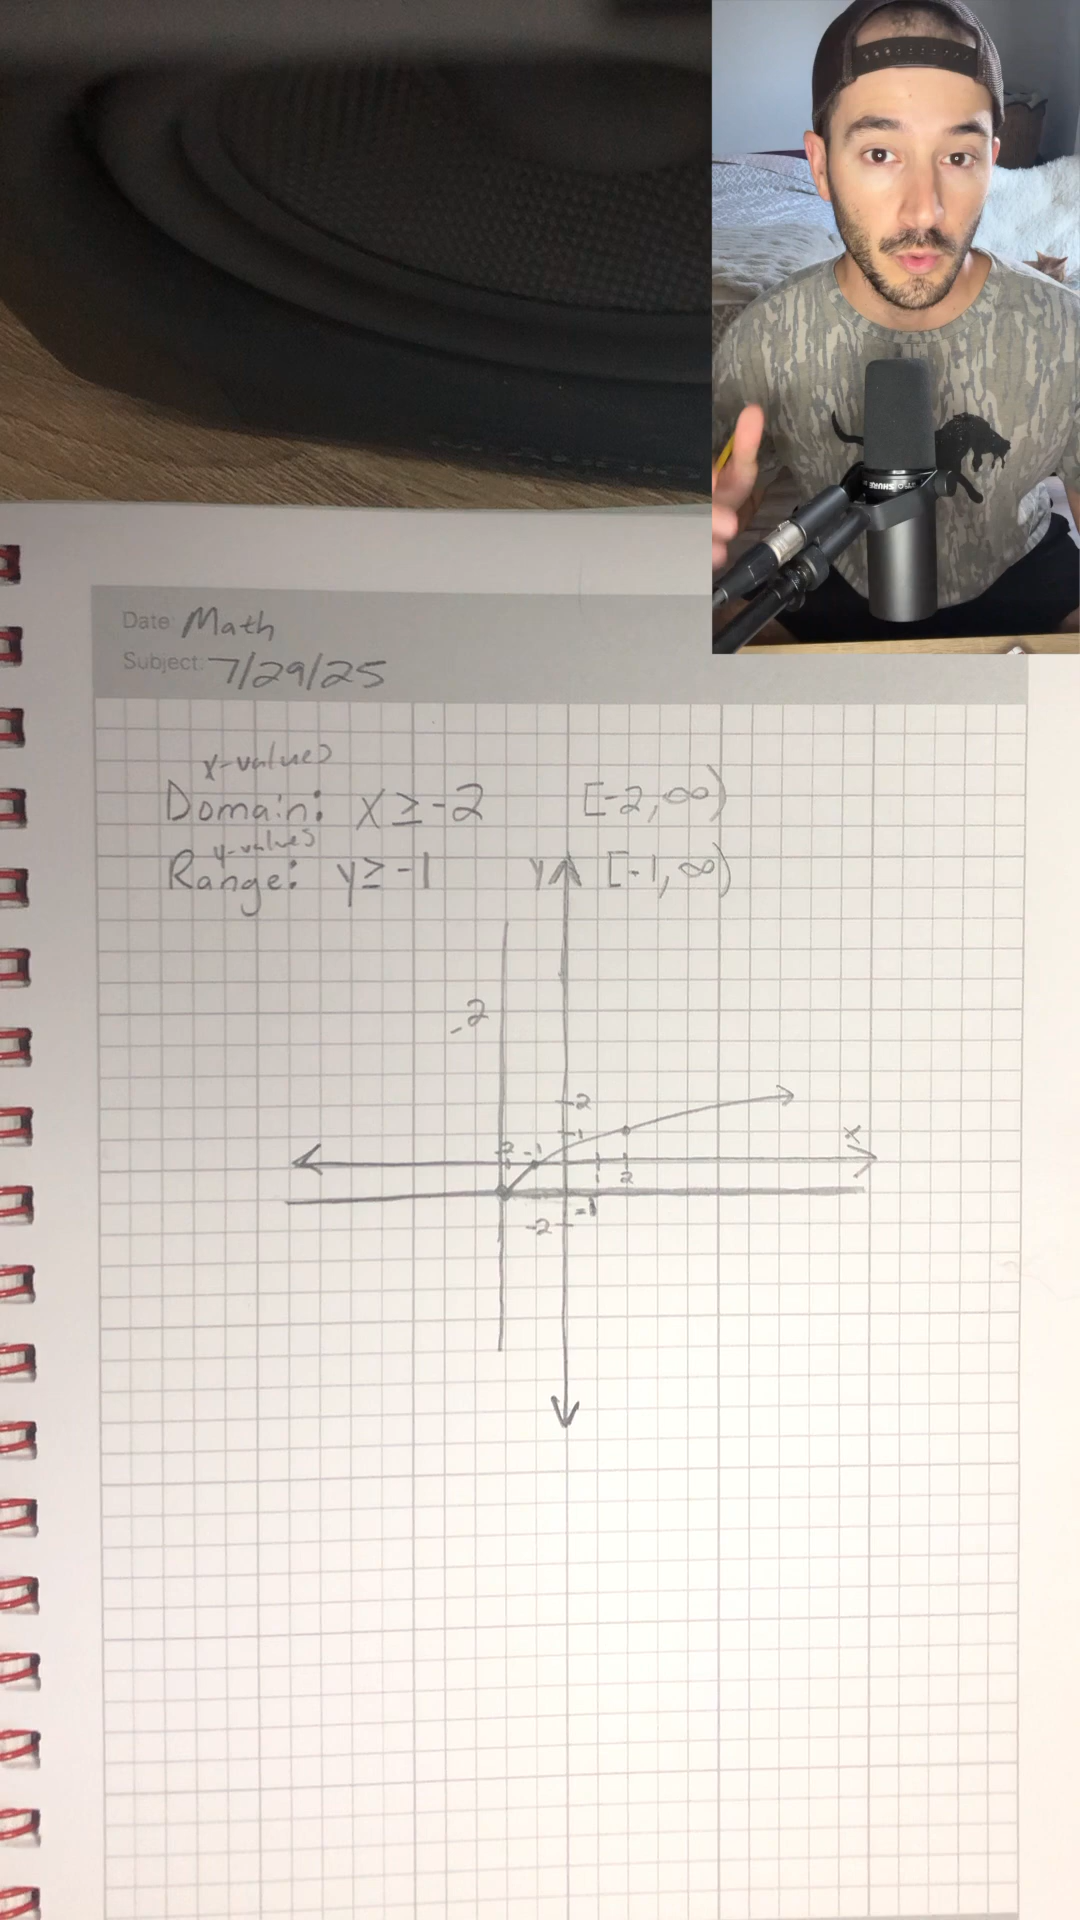 Date: Math
Subject: 7/29/25
x-values
Domain: x ≥ -2 [-2, ∞)
y-values
Range: y ≥ -1 [-1, ∞)
y
-2
2
1
x
-2 -1
1 2
-1
-2
SHURE